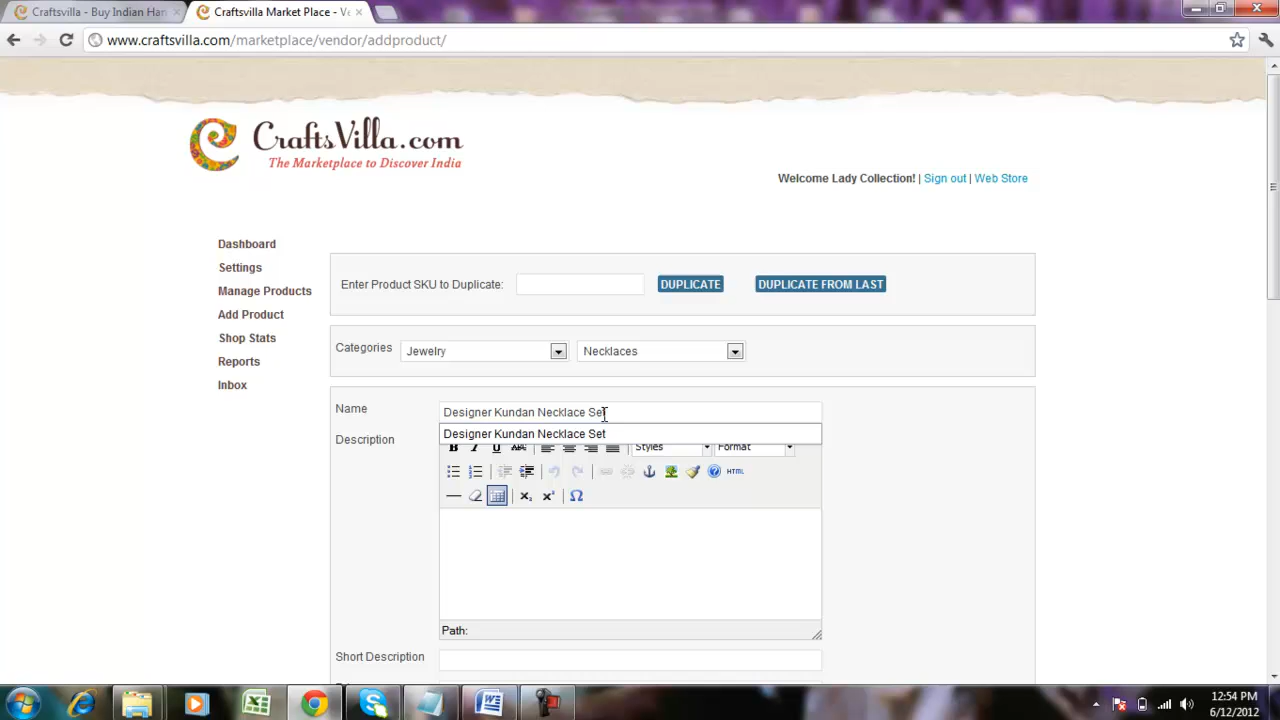 Craftsvilla - Buy Indian Han
Craftsvilla Market Place - Ve
www.craftsvilla.com/marketplace/vendor/addproduct/
CraftsVilla.com
The Marketplace to Discover India
Welcome Lady Collection! | Sign out | Web Store
Dashboard
Settings
Manage Products
Add Product
Shop Stats
Reports
Inbox
Enter Product SKU to Duplicate: DUPLICATE DUPLICATE FROM LAST
Categories Jewelry Necklaces
Name Designer Kundan Necklace Set
Designer Kundan Necklace Set
Description
B I U ABC Styles Format
HTML
Path:
Short Description
12:54 PM
6/12/2012